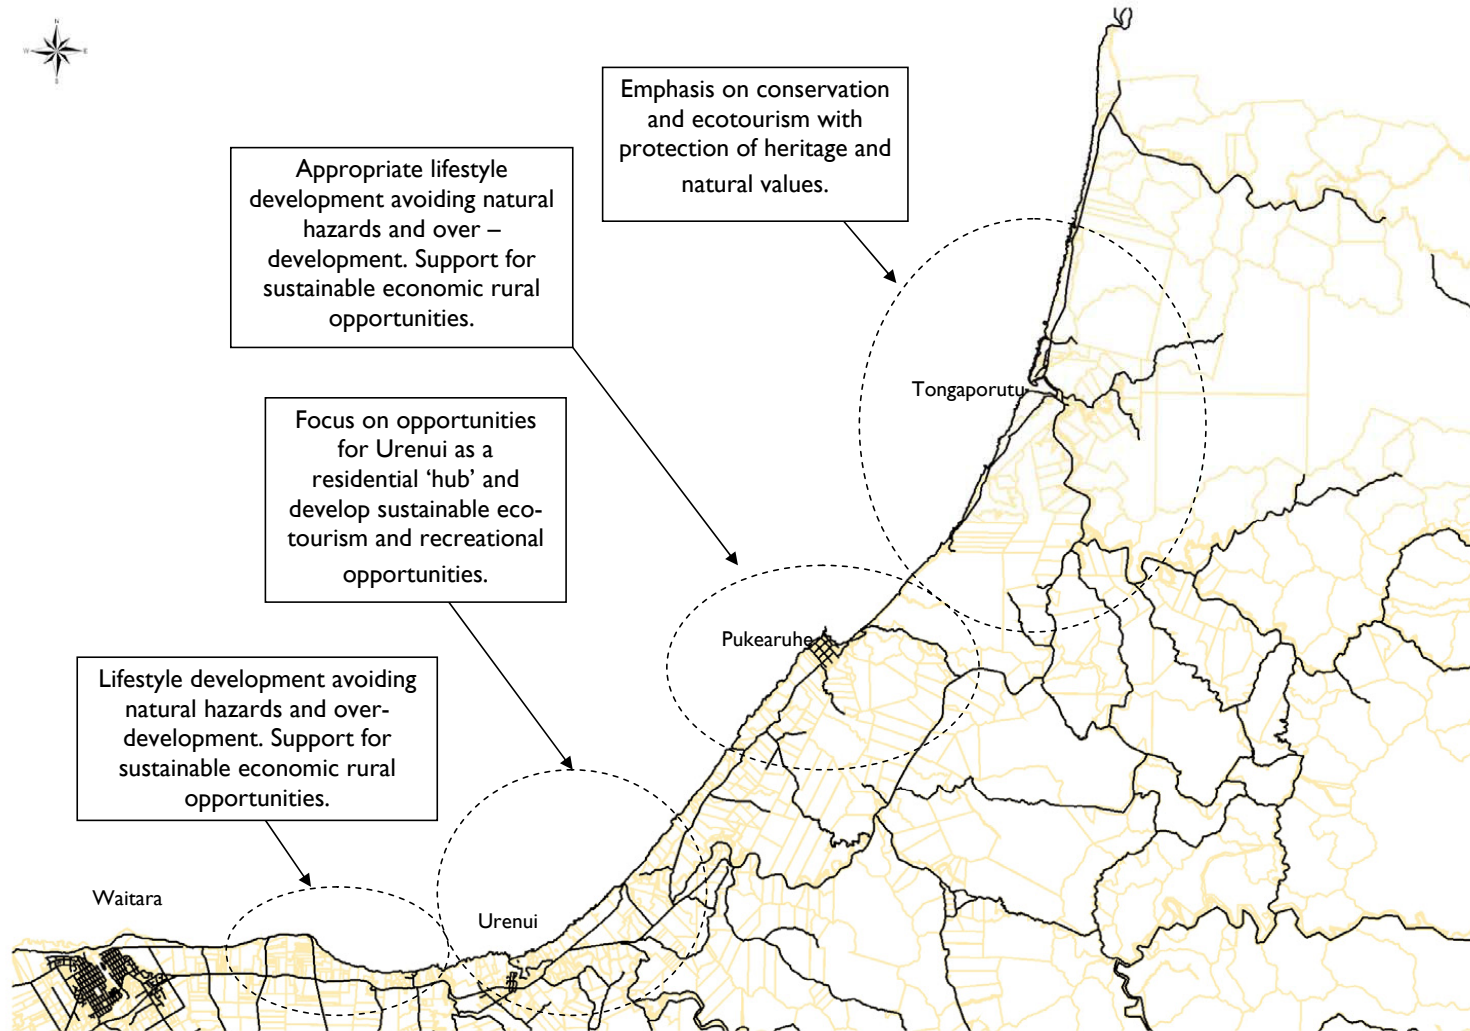 N
W
E
S
Emphasis on conservation
and ecotourism with
protection of heritage and
natural values.
Appropriate lifestyle
development avoiding natural
hazards and over –
development. Support for
sustainable economic rural
opportunities.
Tongaporutu
Focus on opportunities
for Urenui as a
residential ‘hub’ and
develop sustainable eco-
tourism and recreational
opportunities.
Pukearuhe
Lifestyle development avoiding
natural hazards and over-
development. Support for
sustainable economic rural
opportunities.
Waitara
Urenui